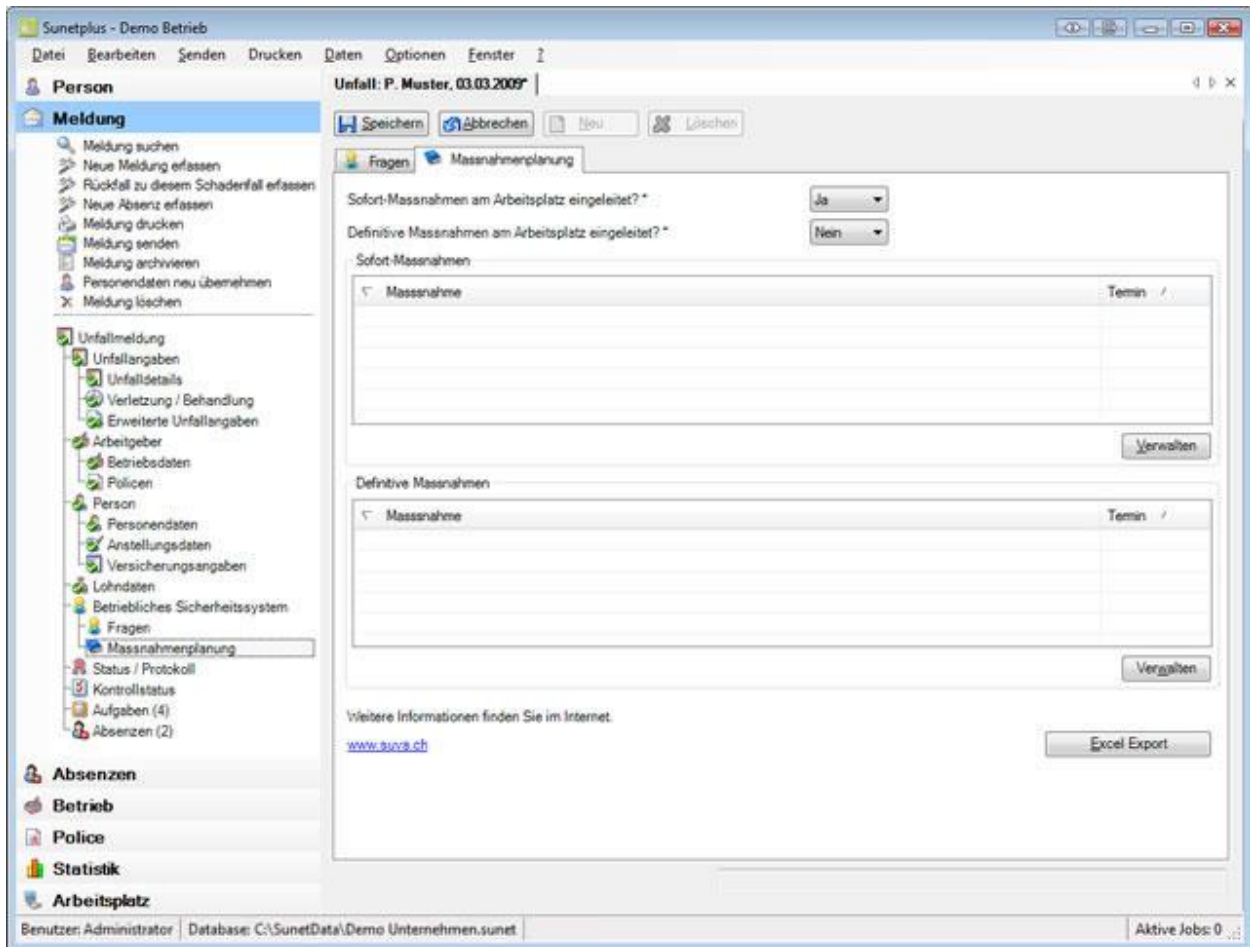 Sunetplus - Demo Betrieb
Datei Bearbeiten Senden Drucken Daten Optionen Fenster ?
Person
Meldung
Meldung suchen
Neue Meldung erfassen
Rückfall zu diesem Schadenfall erfassen
Neue Absenz erfassen
Meldung drucken
Meldung senden
Meldung archivieren
Personendaten neu übernehmen
Meldung löschen
Unfallmeldung
Unfallangaben
Unfalldetails
Verletzung / Behandlung
Erweiterte Unfallangaben
Arbeitgeber
Betriebsdaten
Policen
Person
Personendaten
Anstellungsdaten
Versicherungsangaben
Lohndaten
Betriebliches Sicherheitssystem
Fragen
Massnahmenplanung
Status / Protokoll
Kontrollstatus
Aufgaben (4)
Absenzen (2)
Absenzen
Betrieb
Police
Statistik
Arbeitsplatz
Unfall: P. Muster, 03.03.2009*
Speichern Abbrechen Neu Löschen
Fragen Massnahmenplanung
Sofort-Massnahmen am Arbeitsplatz eingeleitet? * Ja
Definitive Massnahmen am Arbeitsplatz eingeleitet? * Nein
Sofort-Massnahmen
Masssnahme Termin
Verwalten
Definitive Massnahmen
Masssnahme Termin
Verwalten
Weitere Informationen finden Sie im Internet.
www.suva.ch
Excel Export
Benutzer: Administrator Database: C:\SunetData\Demo Unternehmen.sunet Aktive Jobs: 0